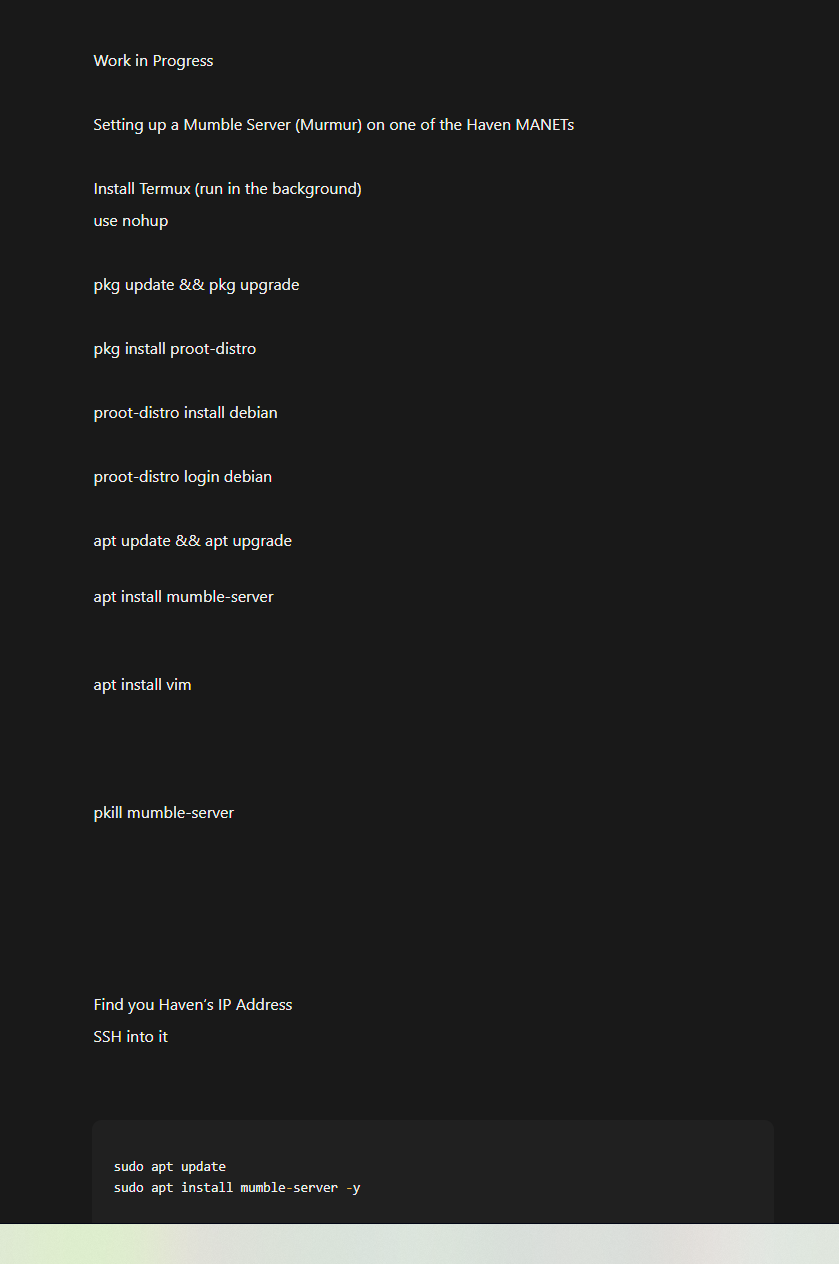 Work in Progress
Setting up a Mumble Server (Murmur) on one of the Haven MANETs
Install Termux (run in the background)
use nohup
pkg update && pkg upgrade
pkg install proot-distro
proot-distro install debian
proot-distro login debian
apt update && apt upgrade
apt install mumble-server
apt install vim
pkill mumble-server
Find you Haven’s IP Address
SSH into it
sudo apt update
sudo apt install mumble-server -y